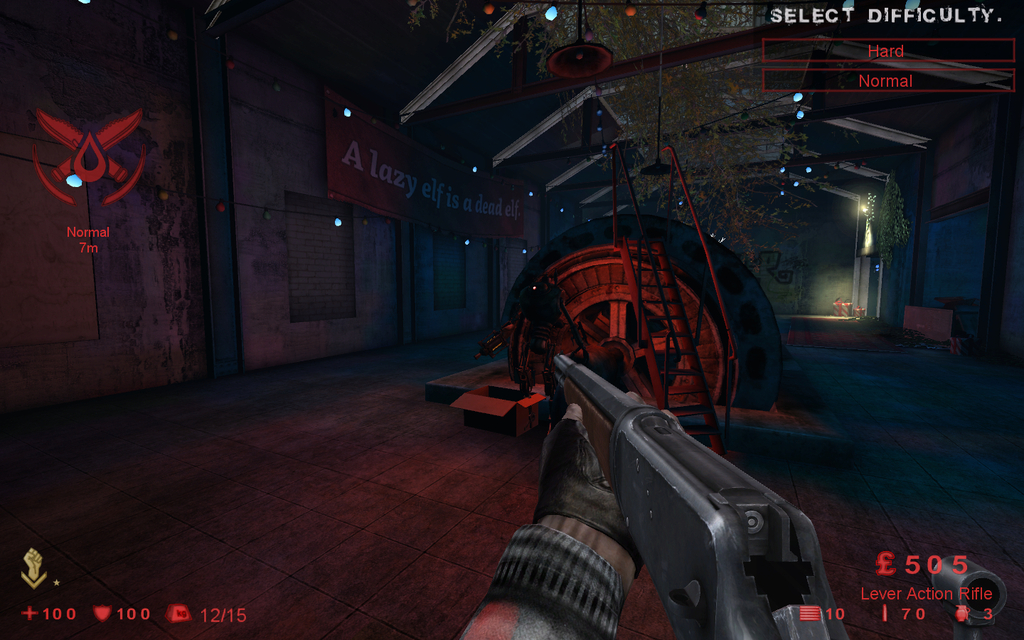 SELECT DIFFICULTY.
Hard
Normal
Normal
7m
A lazy elf is a dead elf.
£505
Lever Action Rifle
100 100 12/15
10 70 3